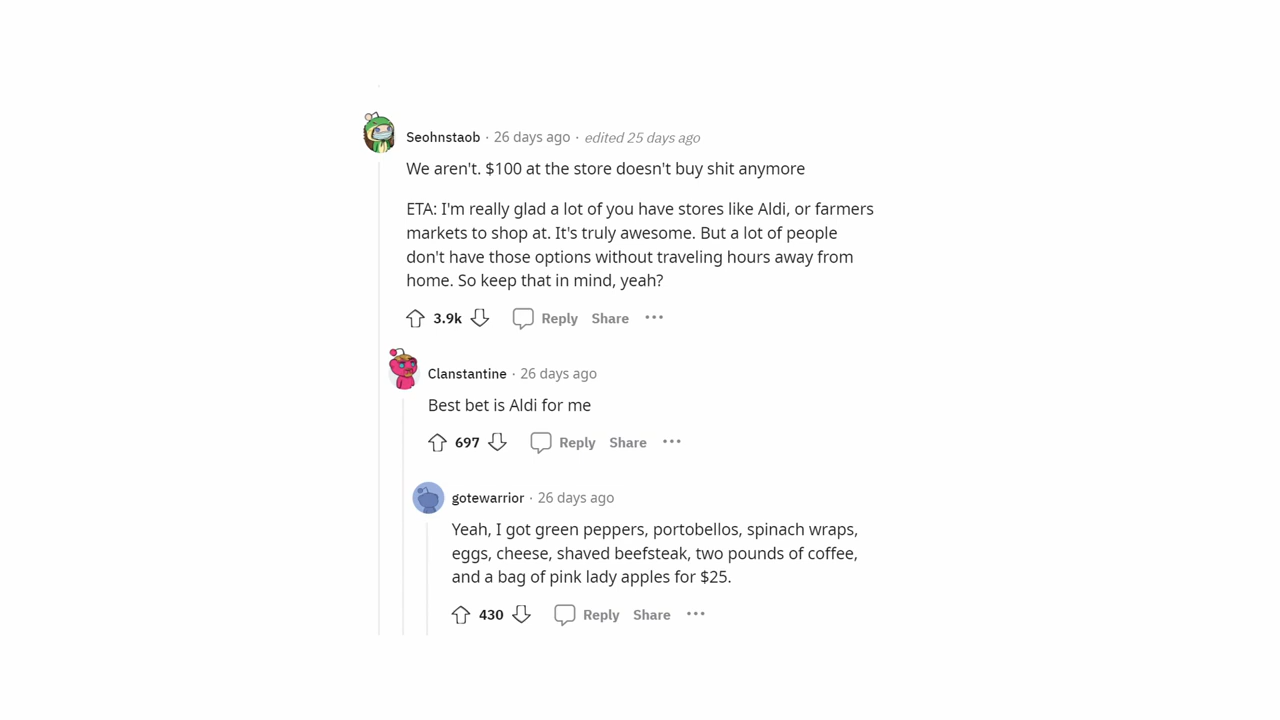 Seohnstaob · 26 days ago · edited 25 days ago
We aren't. $100 at the store doesn't buy shit anymore
ETA: I'm really glad a lot of you have stores like Aldi, or farmers
markets to shop at. It's truly awesome. But a lot of people
don't have those options without traveling hours away from
home. So keep that in mind, yeah?
3.9k Reply Share ···
Clanstantine · 26 days ago
Best bet is Aldi for me
697 Reply Share ···
gotewarrior · 26 days ago
Yeah, I got green peppers, portobellos, spinach wraps,
eggs, cheese, shaved beefsteak, two pounds of coffee,
and a bag of pink lady apples for $25.
430 Reply Share ···